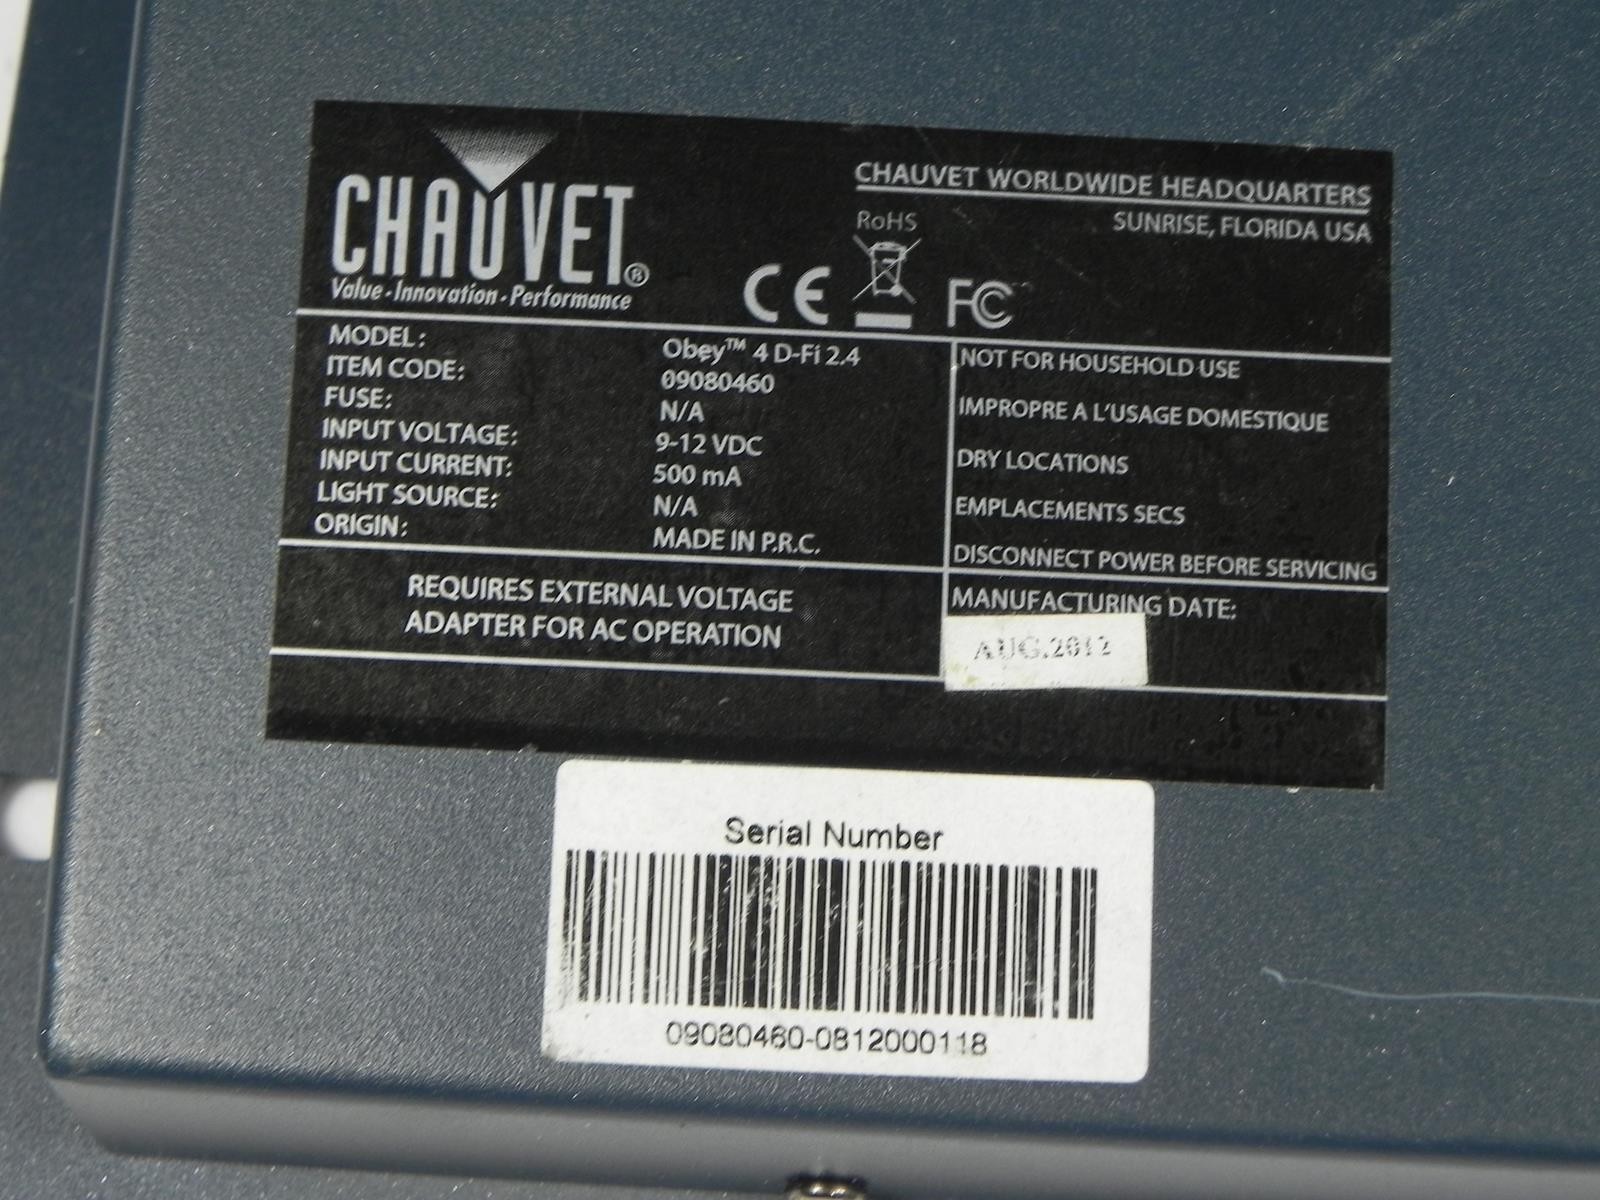 CHAUVET®
Value · Innovation · Performance
CHAUVET WORLDWIDE HEADQUARTERS
SUNRISE, FLORIDA USA
RoHS
CE
FC
MODEL: Obey™ 4 D-Fi 2.4
ITEM CODE: 09080460
FUSE: N/A
INPUT VOLTAGE: 9-12 VDC
INPUT CURRENT: 500 mA
LIGHT SOURCE: N/A
ORIGIN: MADE IN P.R.C.
NOT FOR HOUSEHOLD USE
IMPROPRE A L'USAGE DOMESTIQUE
DRY LOCATIONS
EMPLACEMENTS SECS
DISCONNECT POWER BEFORE SERVICING
REQUIRES EXTERNAL VOLTAGE
ADAPTER FOR AC OPERATION
MANUFACTURING DATE:
AUG.2012
Serial Number
09080460-0812000118